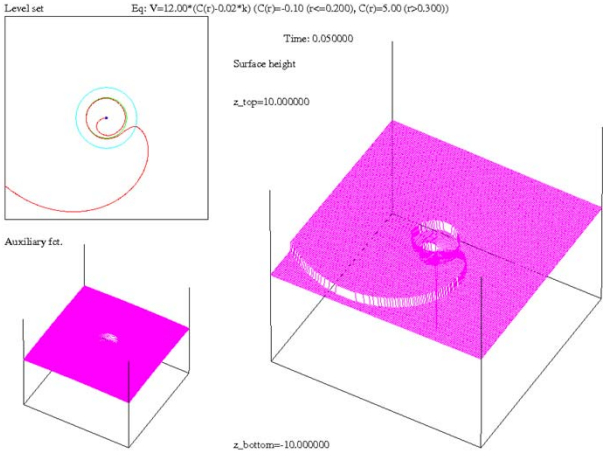 Level set
Eq: V=12.00*(C(r)-0.02*k) (C(r)=-0.10 (r<=0.200), C(r)=5.00 (r>0.300))
Time: 0.050000
Surface height
z_top=10.000000
Auxiliary fct.
z_bottom=-10.000000